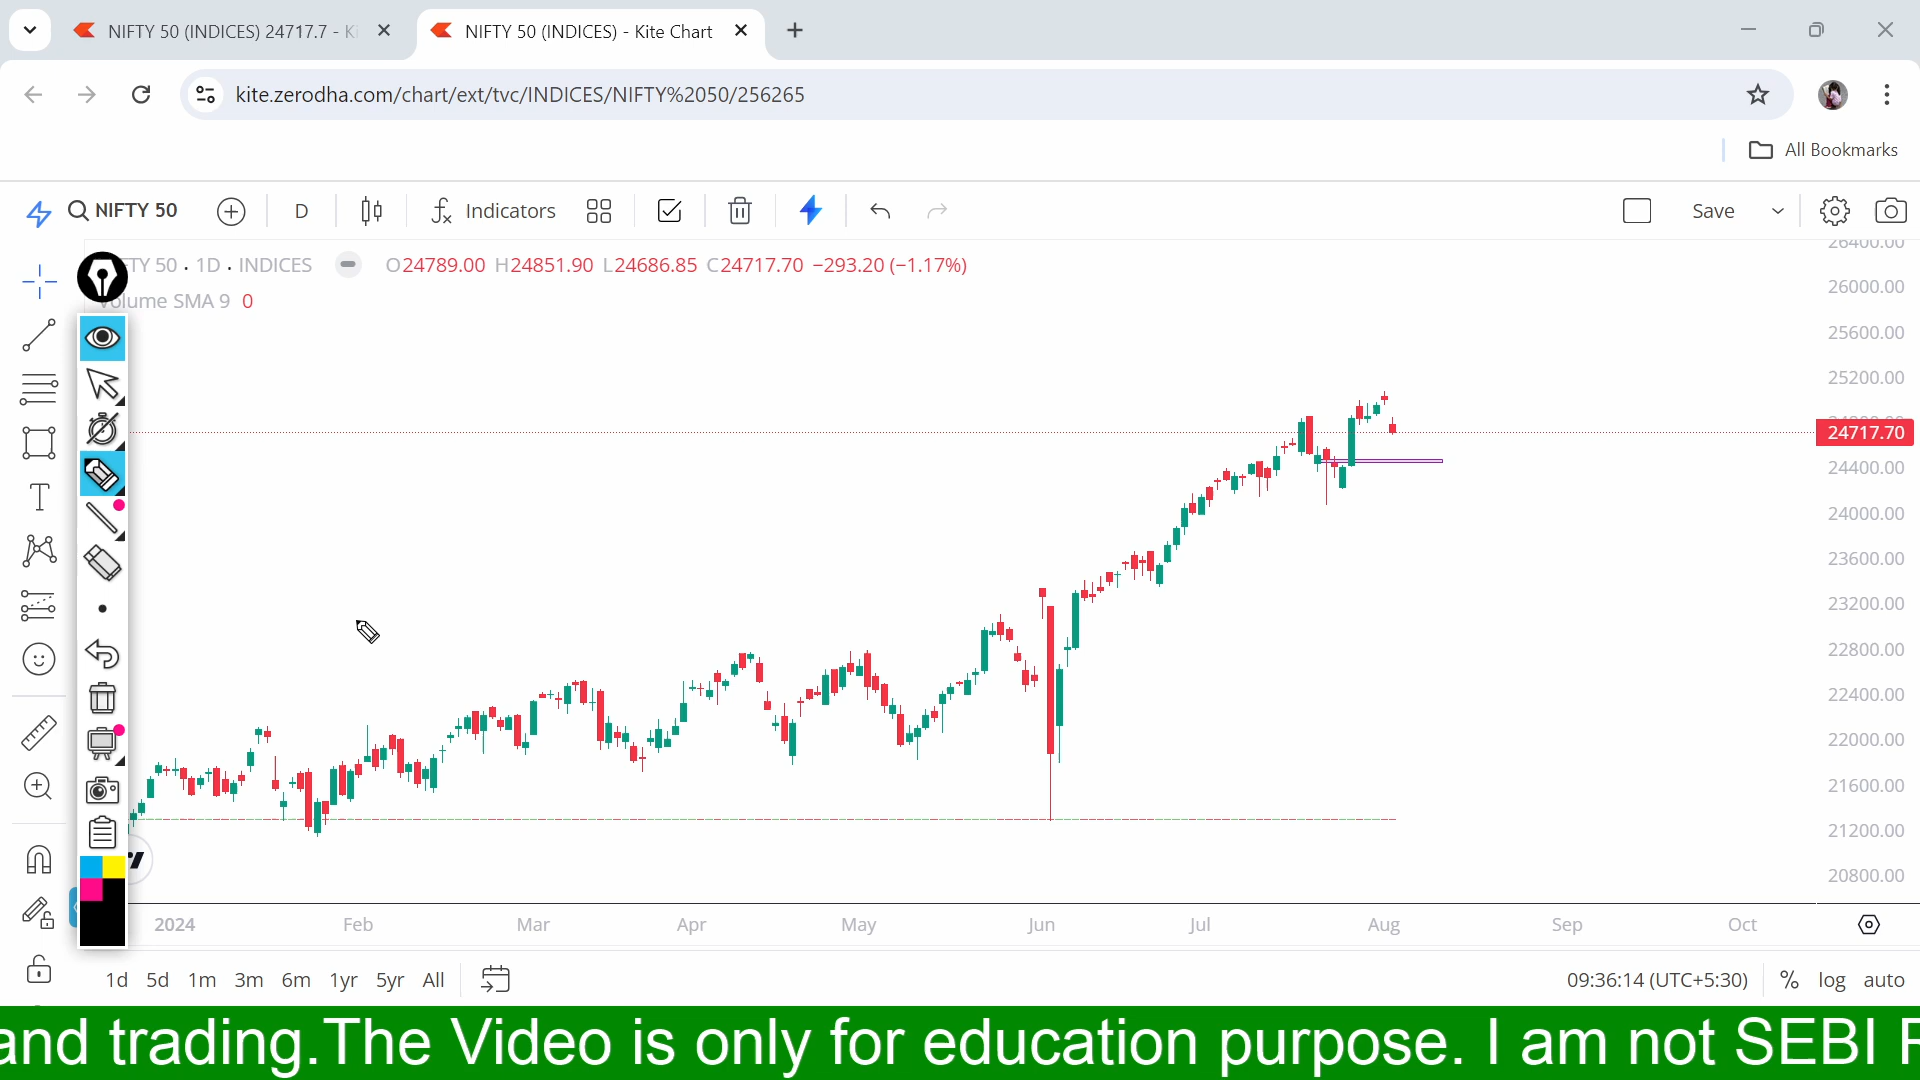 NIFTY 50 (INDICES) 24717.7 - Ki
NIFTY 50 (INDICES) - Kite Chart
kite.zerodha.com/chart/ext/tvc/INDICES/NIFTY%2050/256265
All Bookmarks
NIFTY 50
D
Indicators
Save
TY 50 · 1D · INDICES
O24789.00 H24851.90 L24686.85 C24717.70 −293.20 (−1.17%)
Volume SMA 9 0
26400.00
26000.00
25600.00
25200.00
24717.70
24400.00
24000.00
23600.00
23200.00
22800.00
22400.00
22000.00
21600.00
21200.00
20800.00
2024 Feb Mar Apr May Jun Jul Aug Sep Oct
1d 5d 1m 3m 6m 1yr 5yr All
09:36:14 (UTC+5:30) % log auto
and trading.The Video is only for education purpose. I am not SEBI